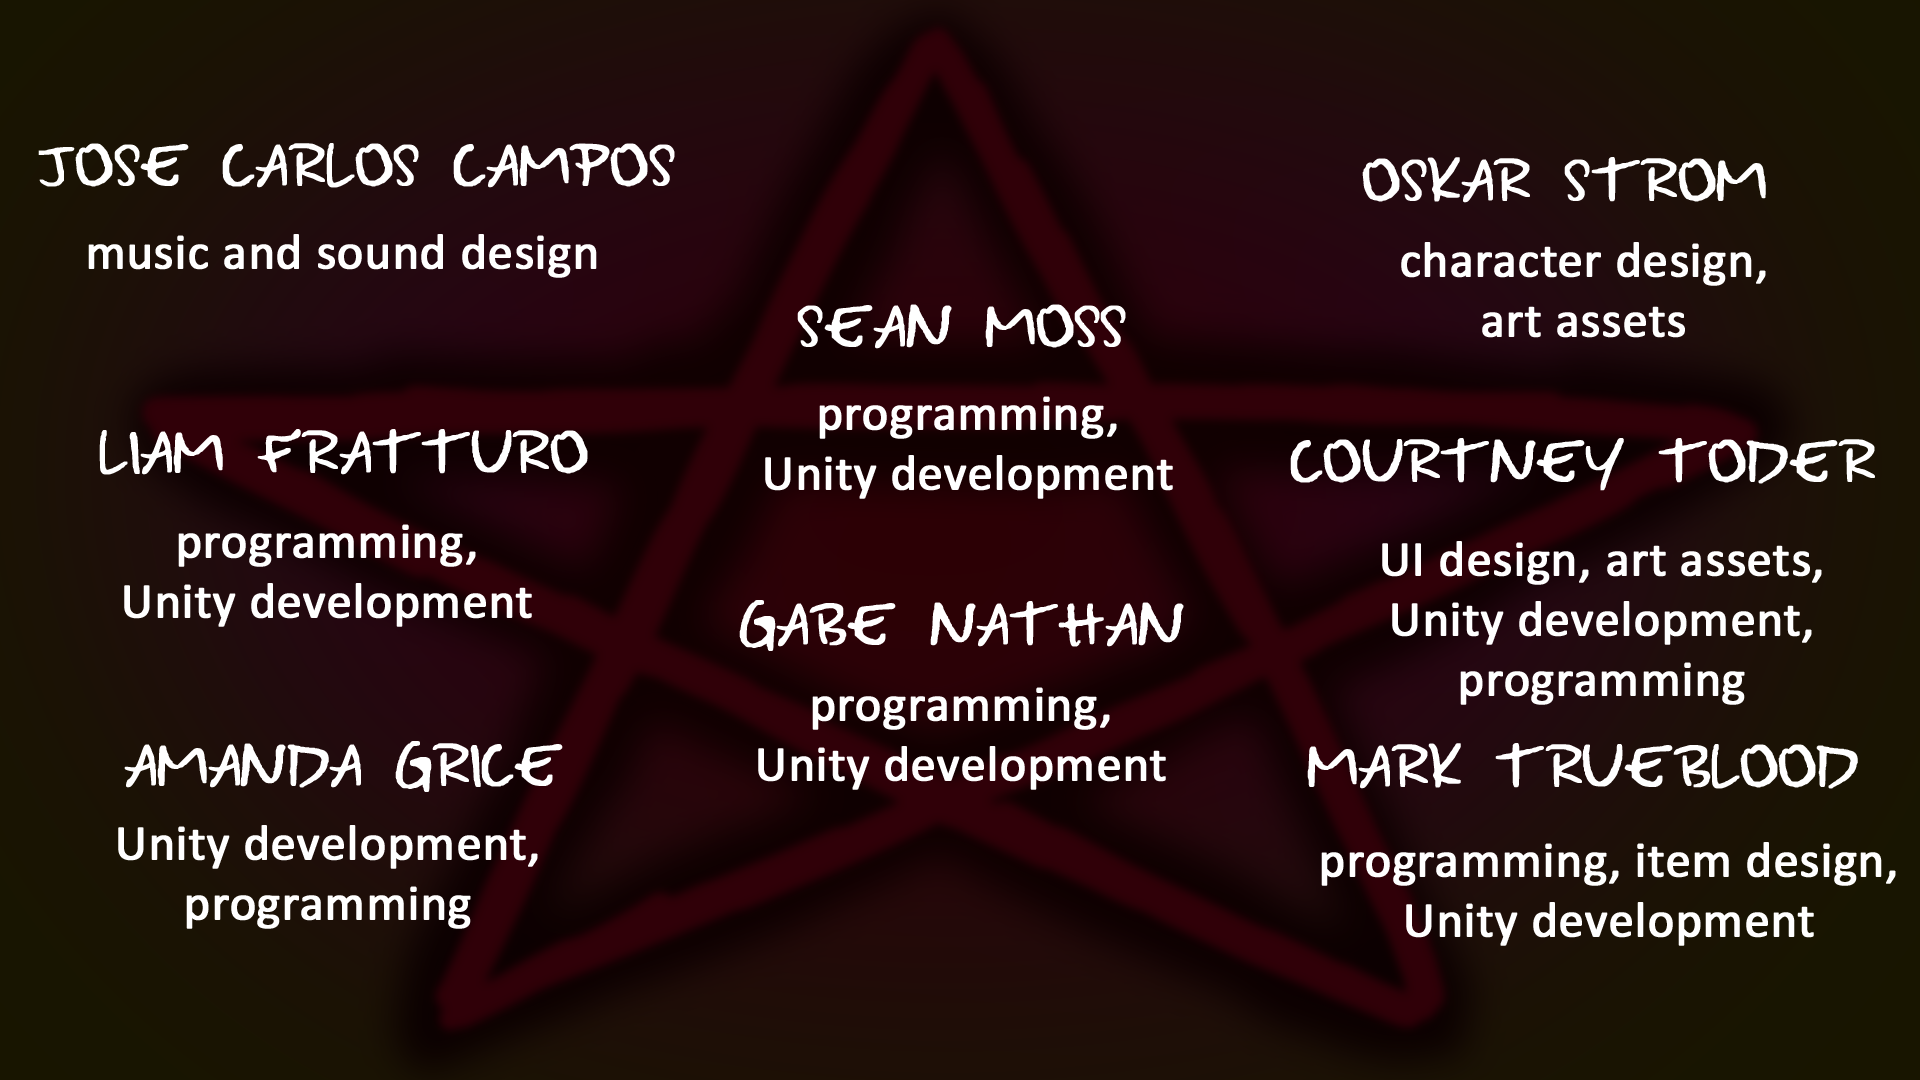 JOSE CARLOS CAMPOS
music and sound design
LIAM FRATTURO
programming,
Unity development
AMANDA GRICE
Unity development,
programming
SEAN MOSS
programming,
Unity development
GABE NATHAN
programming,
Unity development
OSKAR STROM
character design,
art assets
COURTNEY TODER
UI design, art assets,
Unity development,
programming
MARK TRUEBLOOD
programming, item design,
Unity development